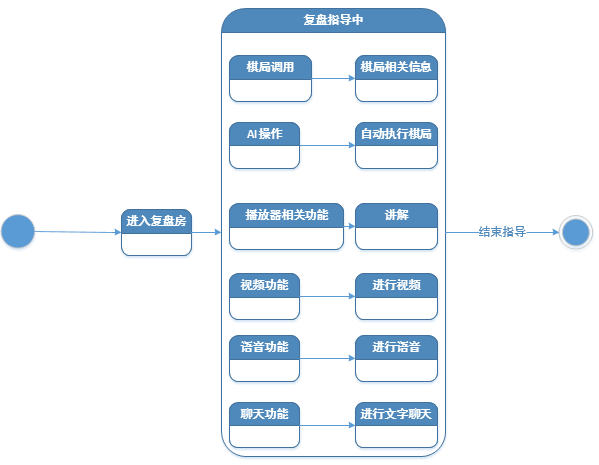 复盘指导中
棋局调用
棋局相关信息
AI操作
自动执行棋局
进入复盘房
播放器相关功能
讲解
结束指导
视频功能
进行视频
语音功能
进行语音
聊天功能
进行文字聊天